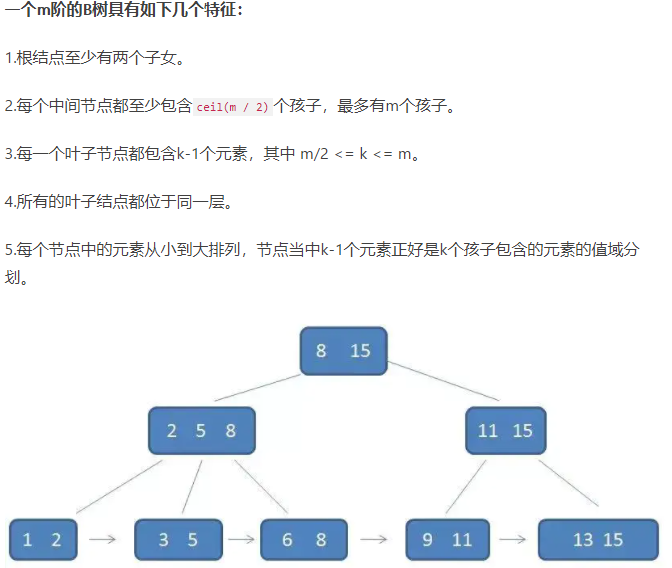 一个m阶的B树具有如下几个特征：
1.根结点至少有两个子女。
2.每个中间节点都至少包含ceil(m / 2)个孩子，最多有m个孩子。
3.每一个叶子节点都包含k-1个元素，其中 m/2 <= k <= m。
4.所有的叶子结点都位于同一层。
5.每个节点中的元素从小到大排列，节点当中k-1个元素正好是k个孩子包含的元素的值域分
划。
8 15
2 5 8 11 15
1 2 3 5 6 8 9 11 13 15